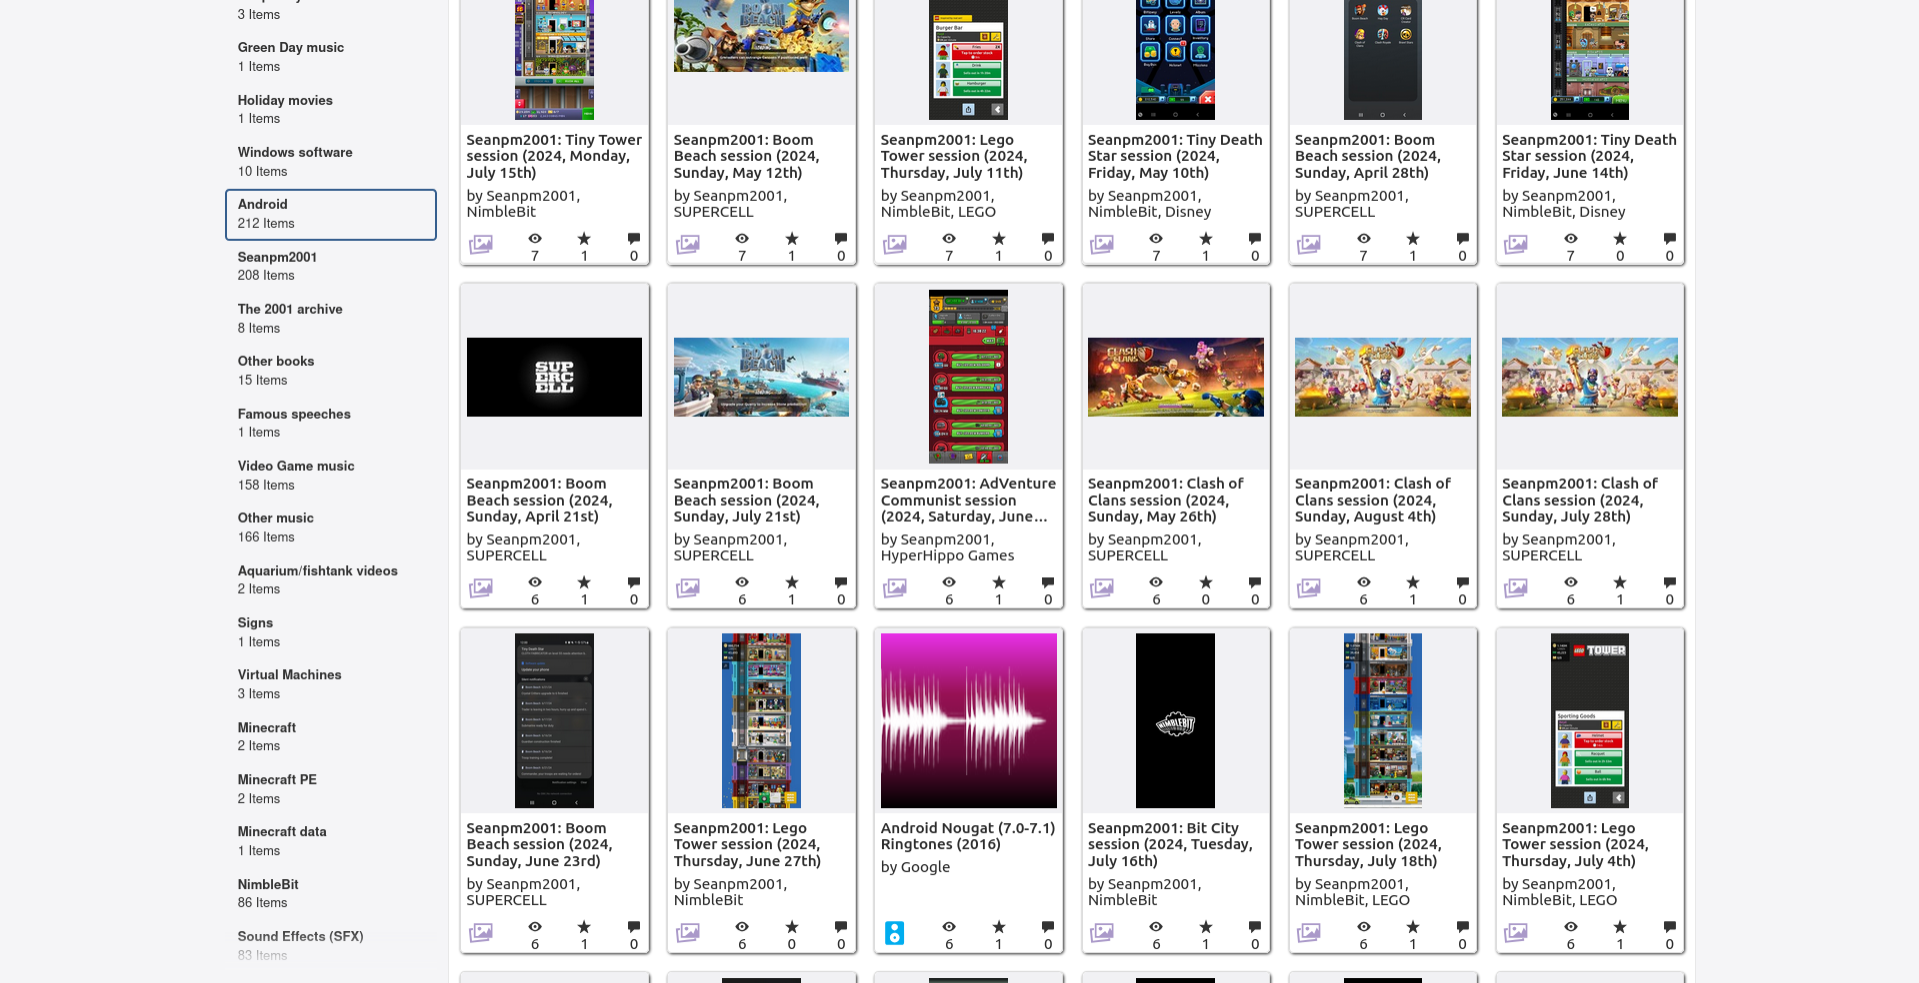 3 Items
Green Day music
1 Items
Holiday movies
1 Items
Windows software
10 Items
Android
212 Items
Seanpm2001
208 Items
The 2001 archive
8 Items
Other books
15 Items
Famous speeches
1 Items
Video Game music
158 Items
Other music
166 Items
Aquarium/fishtank videos
2 Items
Signs
1 Items
Virtual Machines
3 Items
Minecraft
2 Items
Minecraft PE
2 Items
Minecraft data
1 Items
NimbleBit
86 Items
Sound Effects (SFX)
83 Items
BOOM
BEACH
Burger Bar
Seanpm2001: Tiny Tower
session (2024, Monday,
July 15th)
by Seanpm2001,
NimbleBit
7 1 0
Seanpm2001: Boom
Beach session (2024,
Sunday, May 12th)
by Seanpm2001,
SUPERCELL
7 1 0
Seanpm2001: Lego
Tower session (2024,
Thursday, July 11th)
by Seanpm2001,
NimbleBit, LEGO
7 1 0
Seanpm2001: Tiny Death
Star session (2024,
Friday, May 10th)
by Seanpm2001,
NimbleBit, Disney
7 1 0
Seanpm2001: Boom
Beach session (2024,
Sunday, April 28th)
by Seanpm2001,
SUPERCELL
7 1 0
Seanpm2001: Tiny Death
Star session (2024,
Friday, June 14th)
by Seanpm2001,
NimbleBit, Disney
7 0 0
SUP
ERC
ELL
Seanpm2001: Boom
Beach session (2024,
Sunday, April 21st)
by Seanpm2001,
SUPERCELL
6 1 0
BOOM
BEACH
Seanpm2001: Boom
Beach session (2024,
Sunday, July 21st)
by Seanpm2001,
SUPERCELL
6 1 0
Seanpm2001: AdVenture
Communist session
(2024, Saturday, June...
by Seanpm2001,
HyperHippo Games
6 1 0
CLASH
CLANS
Seanpm2001: Clash of
Clans session (2024,
Sunday, May 26th)
by Seanpm2001,
SUPERCELL
6 0 0
Seanpm2001: Clash of
Clans session (2024,
Sunday, August 4th)
by Seanpm2001,
SUPERCELL
6 1 0
Seanpm2001: Clash of
Clans session (2024,
Sunday, July 28th)
by Seanpm2001,
SUPERCELL
6 1 0
Seanpm2001: Boom
Beach session (2024,
Sunday, June 23rd)
by Seanpm2001,
SUPERCELL
6 1 0
Seanpm2001: Lego
Tower session (2024,
Thursday, June 27th)
by Seanpm2001,
NimbleBit
6 0 0
Android Nougat (7.0-7.1)
Ringtones (2016)
by Google
6 1 0
NIMBLEBIT
Seanpm2001: Bit City
session (2024, Tuesday,
July 16th)
by Seanpm2001,
NimbleBit
6 1 0
Seanpm2001: Lego
Tower session (2024,
Thursday, July 18th)
by Seanpm2001,
NimbleBit, LEGO
6 1 0
LEGO TOWER
Sporting Goods
Seanpm2001: Lego
Tower session (2024,
Thursday, July 4th)
by Seanpm2001,
NimbleBit, LEGO
6 1 0